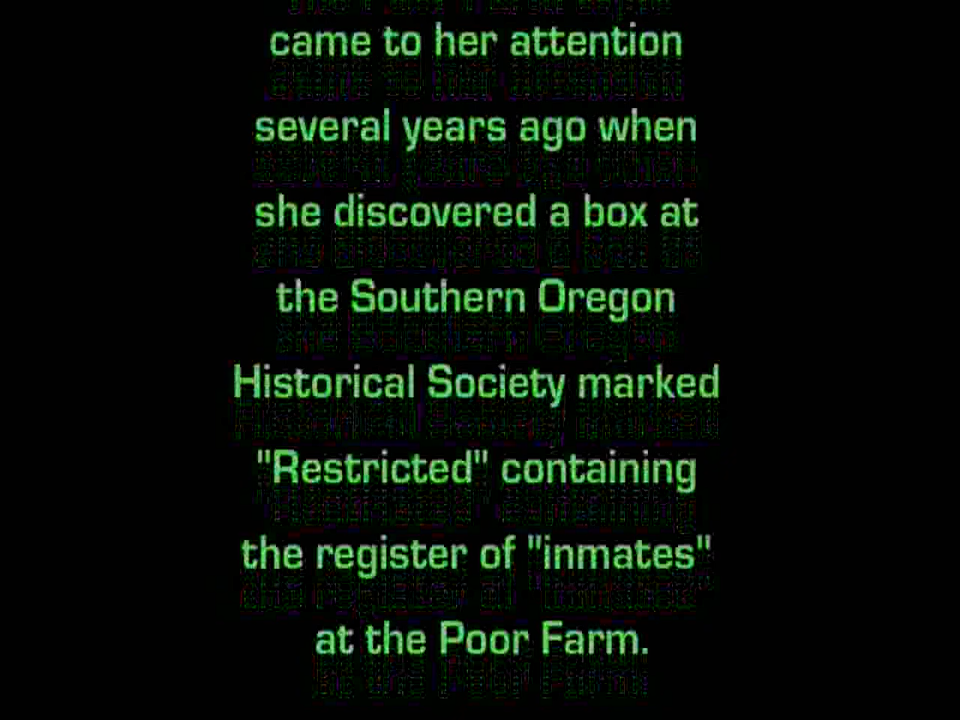 came to her attention
several years ago when
she discovered a box at
the Southern Oregon
Historical Society marked
"Restricted" containing
the register of "inmates"
at the Poor Farm.